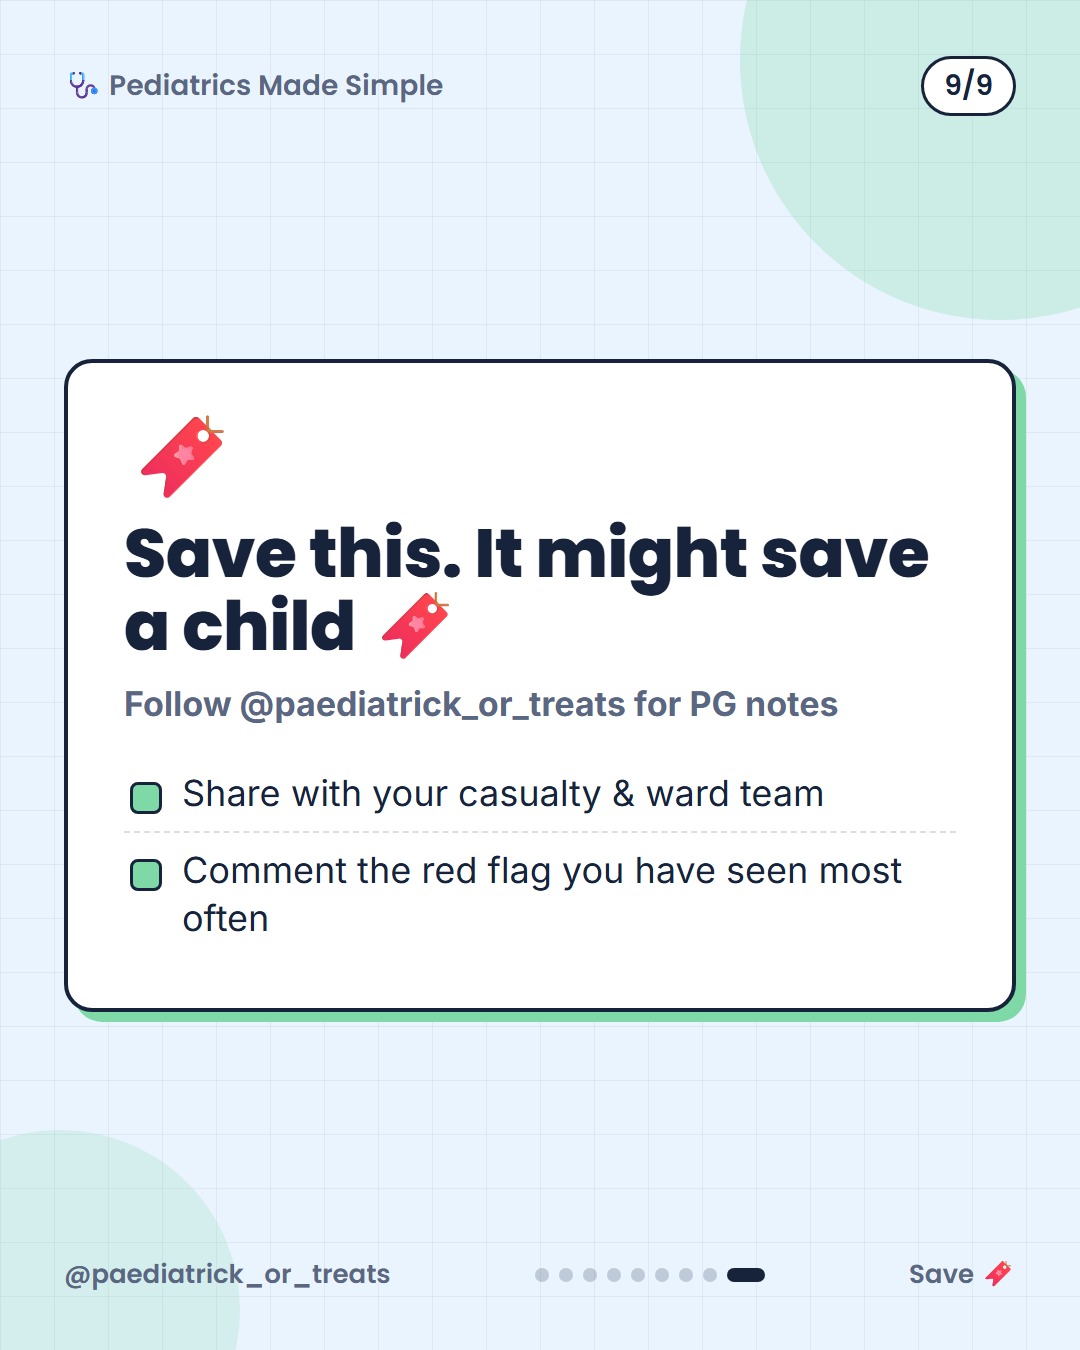 Pediatrics Made Simple
9/9
Save this. It might save
a child
Follow @paediatrick_or_treats for PG notes
Share with your casualty & ward team
Comment the red flag you have seen most
often
@paediatrick_or_treats
Save